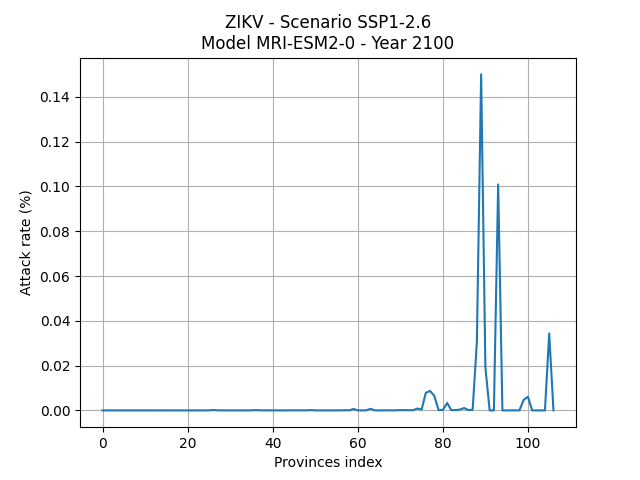 ZIKV - Scenario SSP1-2.6
Model MRI-ESM2-0 - Year 2100
0.14
0.12
0.10
0.08
0.06
0.04
0.02
0.00
Attack rate (%)
0 20 40 60 80 100
Provinces index